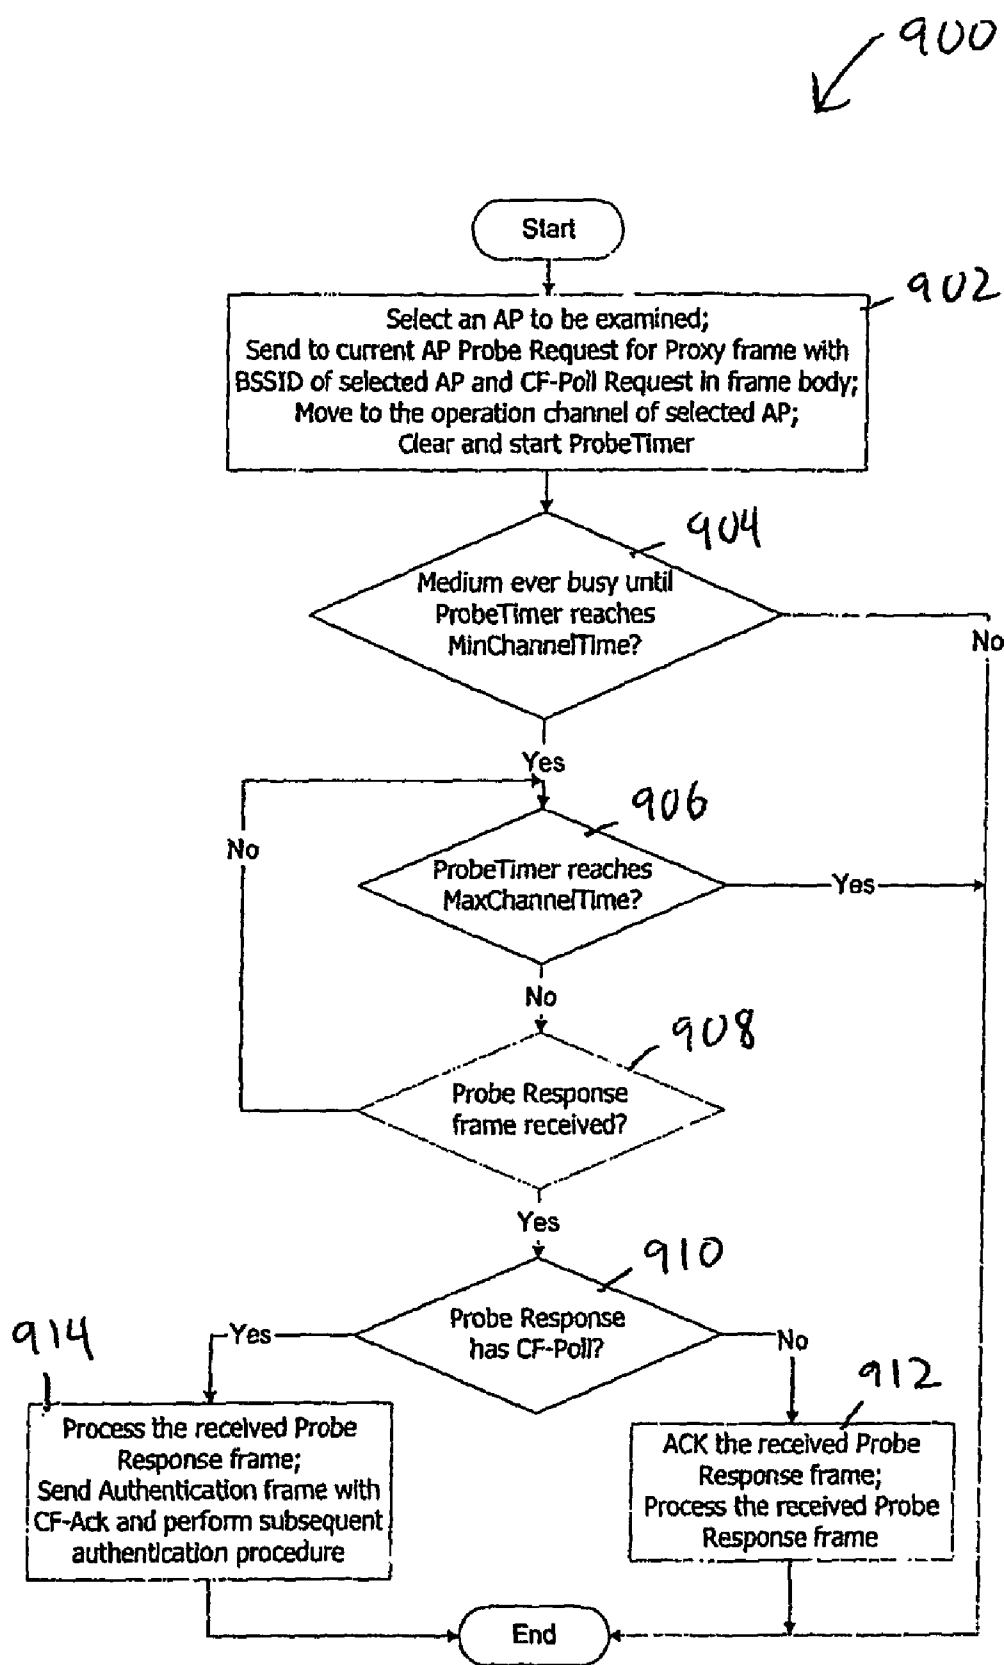 900
Start
902
Select an AP to be examined;
Send to current AP Probe Request for Proxy frame with
BSSID of selected AP and CF-Poll Request in frame body;
Move to the operation channel of selected AP;
Clear and start ProbeTimer
904
Medium ever busy until
ProbeTimer reaches
MinChannelTime?
No
Yes
906
No
ProbeTimer reaches
MaxChannelTime?
Yes
No
908
Probe Response
frame received?
Yes
910
Probe Response
has CF-Poll?
914
Yes
No
912
Process the received Probe
Response frame;
Send Authentication frame with
CF-Ack and perform subsequent
authentication procedure
ACK the received Probe
Response frame;
Process the received Probe
Response frame
End